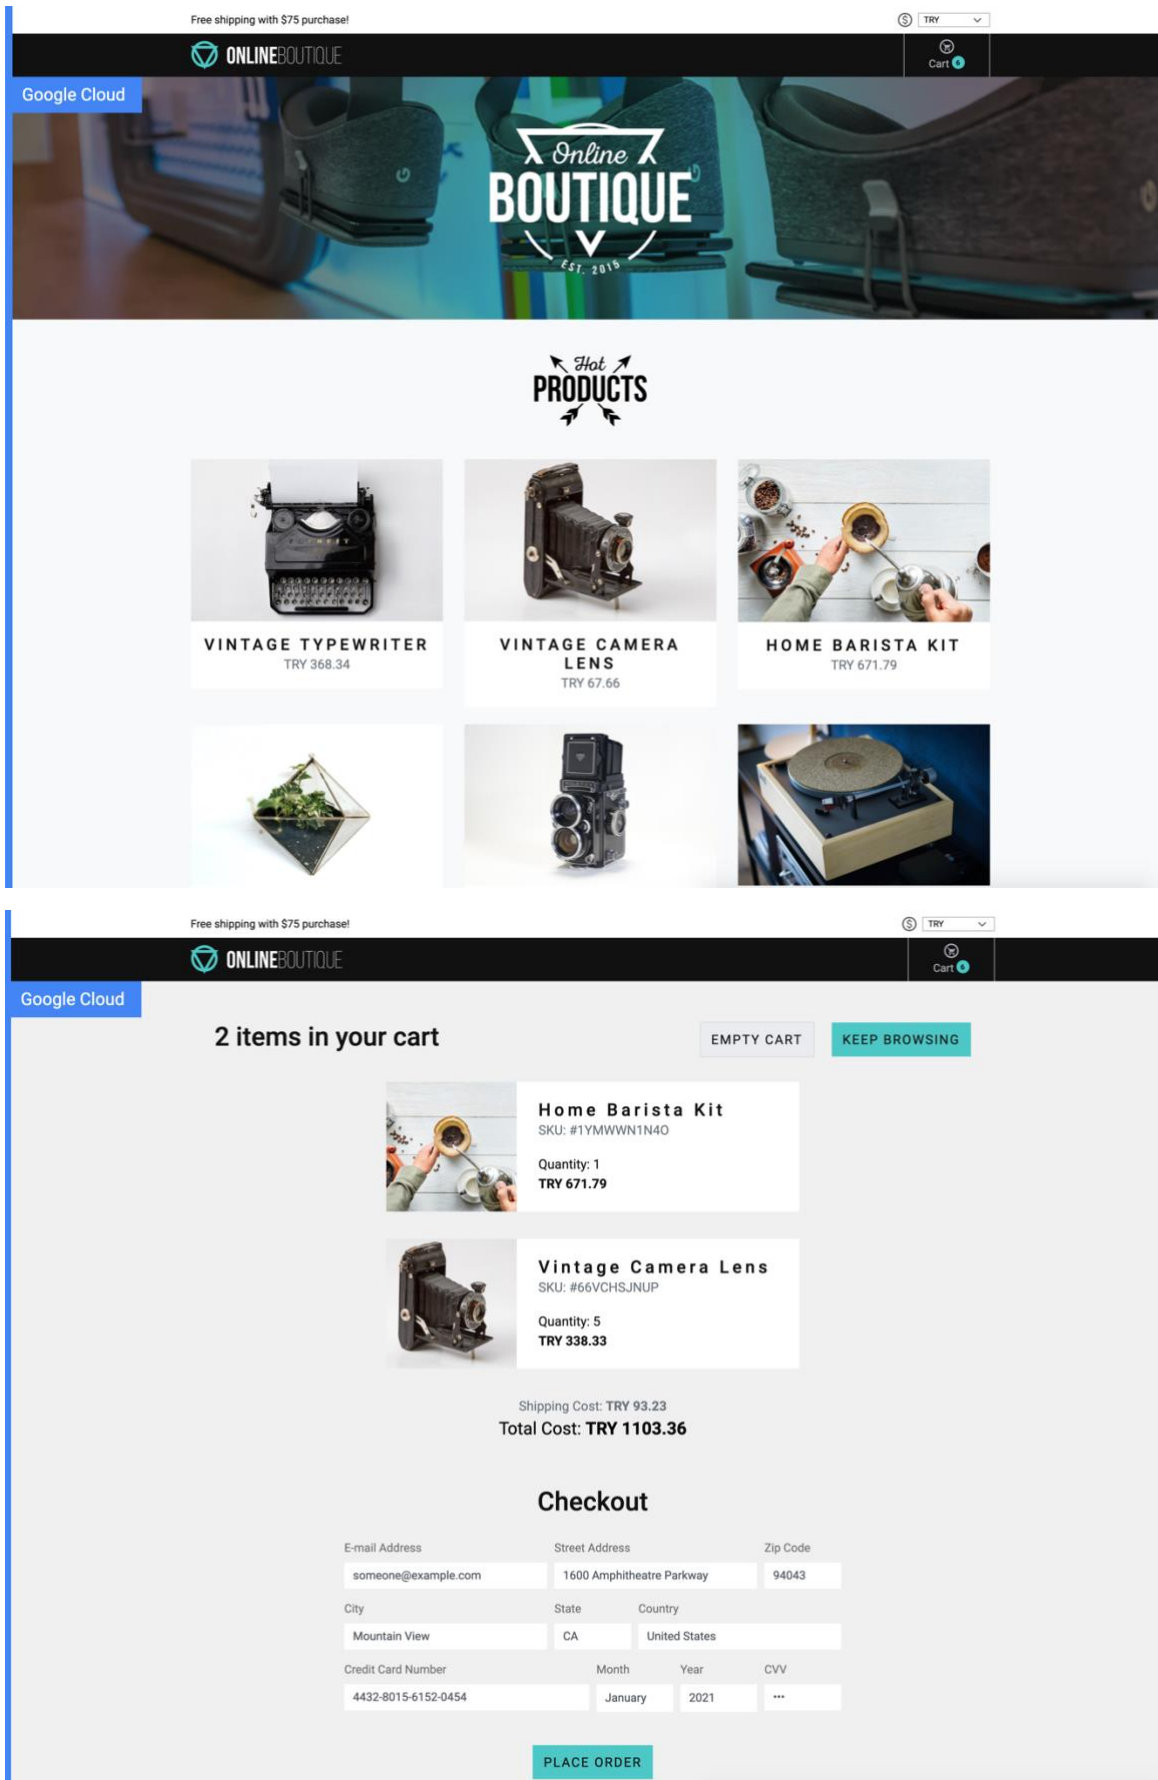 Free shipping with $75 purchase!
TRY
ONLINEBOUTIQUE
Cart 6
Google Cloud
Online
BOUTIQUE
EST. 2015
Hot
PRODUCTS
VINTAGE TYPEWRITER
TRY 368.34
VINTAGE CAMERA
LENS
TRY 67.66
HOME BARISTA KIT
TRY 671.79
Free shipping with $75 purchase!
TRY
ONLINEBOUTIQUE
Cart 6
Google Cloud
2 items in your cart
EMPTY CART
KEEP BROWSING
Home Barista Kit
SKU: #1YMWWN1N4O
Quantity: 1
TRY 671.79
Vintage Camera Lens
SKU: #66VCHSJNUP
Quantity: 5
TRY 338.33
Shipping Cost: TRY 93.23
Total Cost: TRY 1103.36
Checkout
E-mail Address Street Address Zip Code
someone@example.com 1600 Amphitheatre Parkway 94043
City State Country
Mountain View CA United States
Credit Card Number Month Year CVV
4432-8015-6152-0454 January 2021 •••
PLACE ORDER